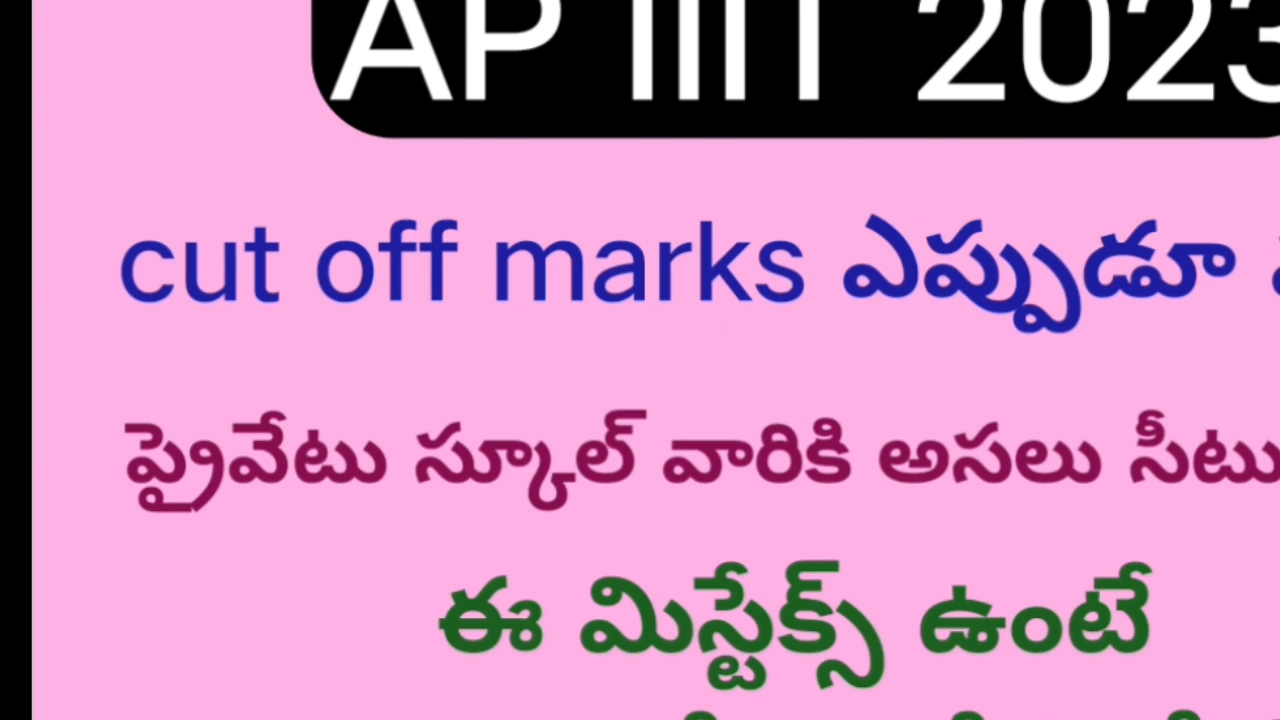 AP IIIT 2023
cut off marks ఎప్పుడూ
ప్రైవేటు స్కూల్ వారికి అసలు సీటు
ఈ మిస్టేక్స్ ఉంటే